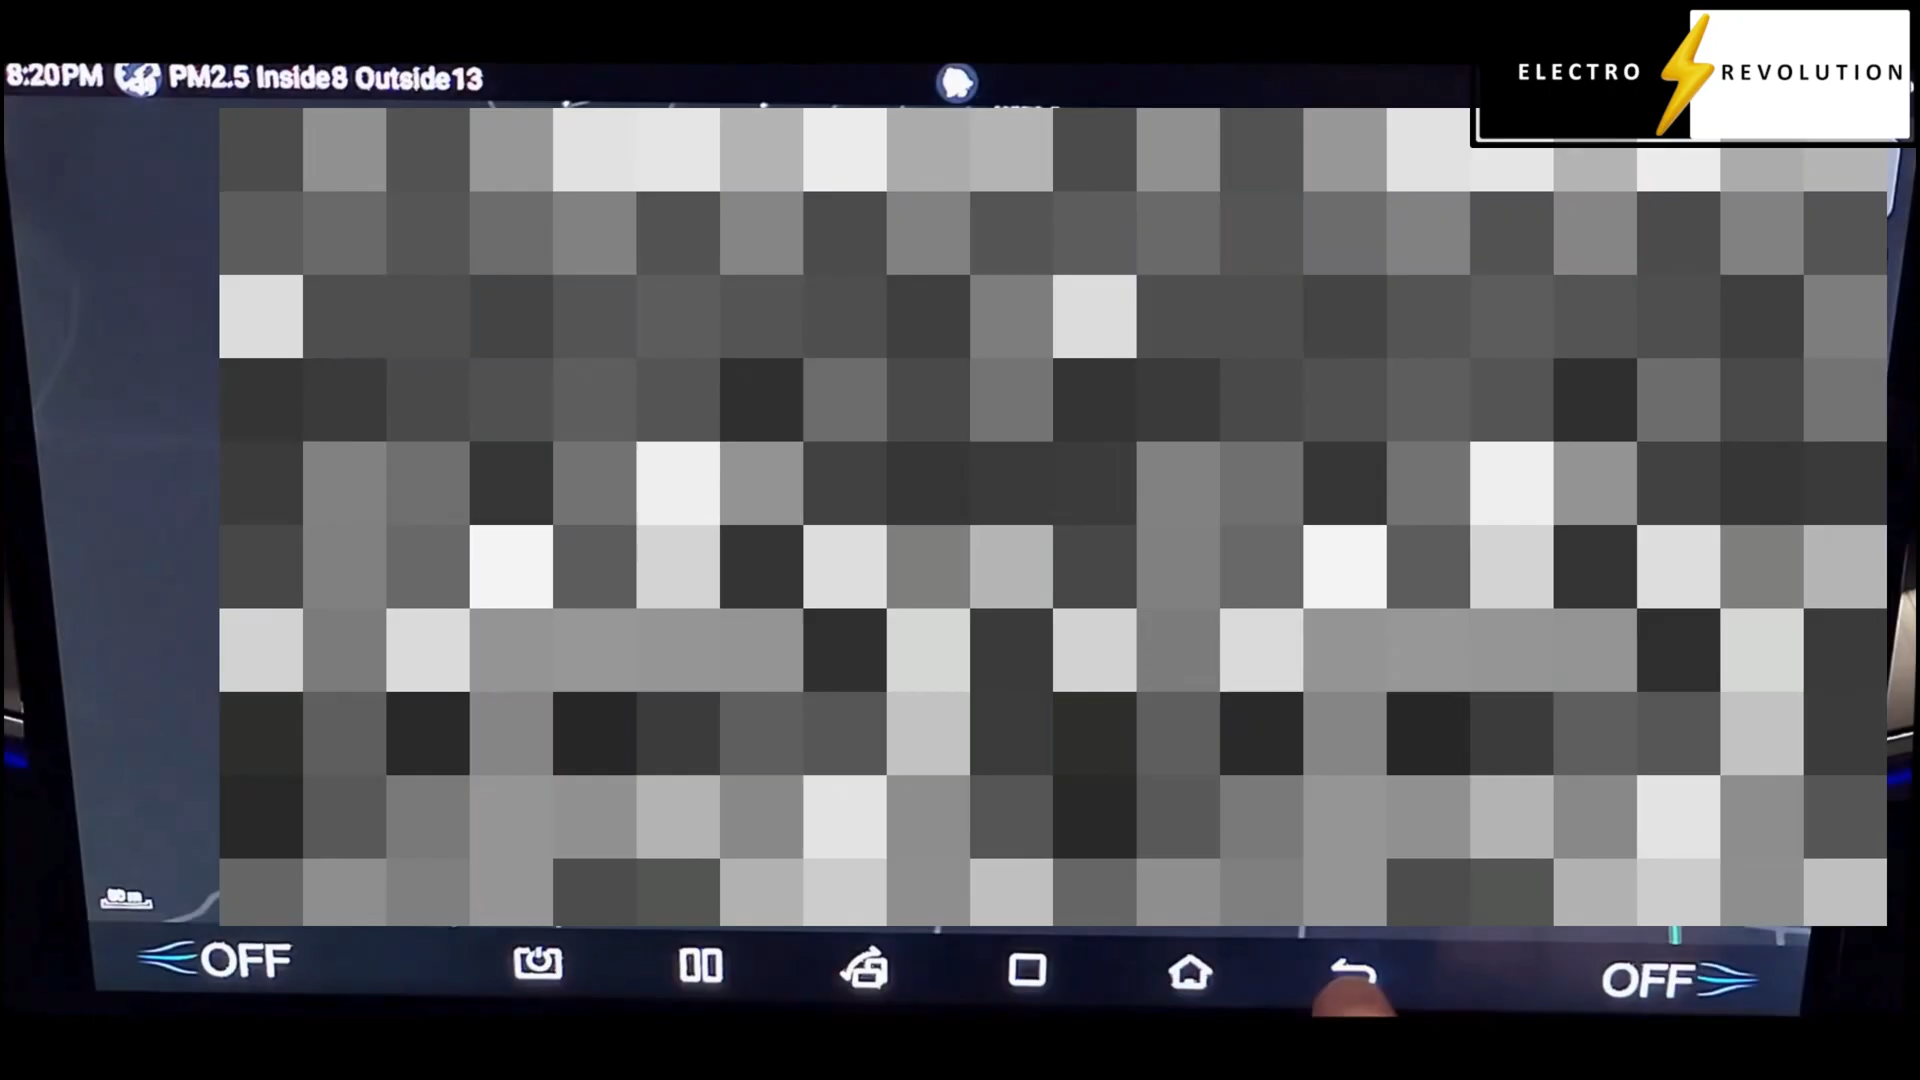 8:20PM PM2.5 Inside8 Outside13
ELECTRO REVOLUTION
OFF
OFF